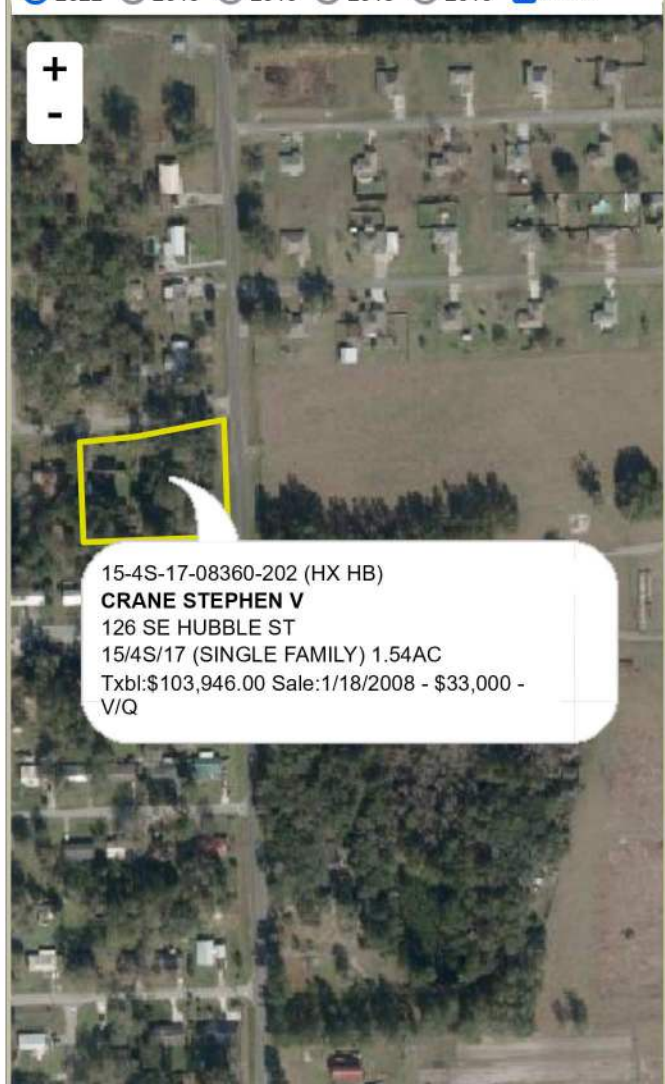 +
-
15-4S-17-08360-202 (HX HB)
CRANE STEPHEN V
126 SE HUBBLE ST
15/4S/17 (SINGLE FAMILY) 1.54AC
Txbl:$103,946.00 Sale:1/18/2008 - $33,000 -
V/Q